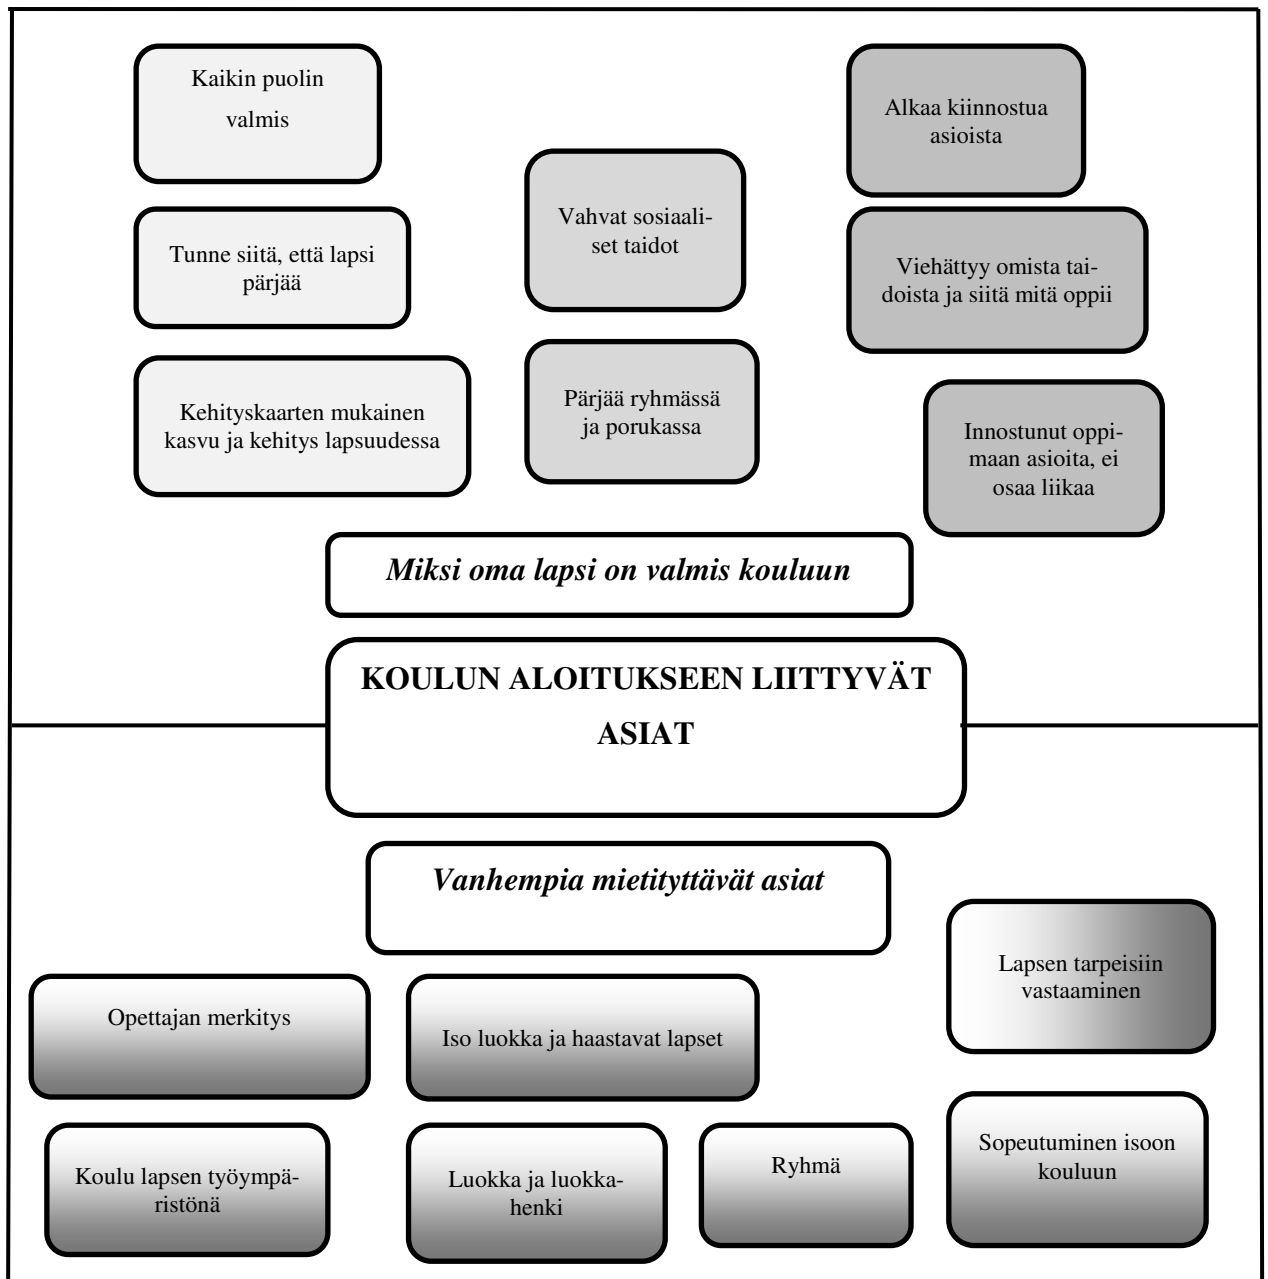 Kaikin puolin
valmis
Alkaa kiinnostua
asioista
Vahvat sosiaali-
set taidot
Tunne siitä, että lapsi
pärjää
Viehättyy omista tai-
doista ja siitä mitä oppii
Pärjää ryhmässä
ja porukassa
Kehityskaarten mukainen
kasvu ja kehitys lapsuudessa
Innostunut oppi-
maan asioita, ei
osaa liikaa
Miksi oma lapsi on valmis kouluun
KOULUN ALOITUKSEEN LIITTYVÄT
ASIAT
Vanhempia mietityttävät asiat
Lapsen tarpeisiin
vastaaminen
Opettajan merkitys
Iso luokka ja haastavat lapset
Koulu lapsen työympä-
ristönä
Luokka ja luokka-
henki
Ryhmä
Sopeutuminen isoon
kouluun